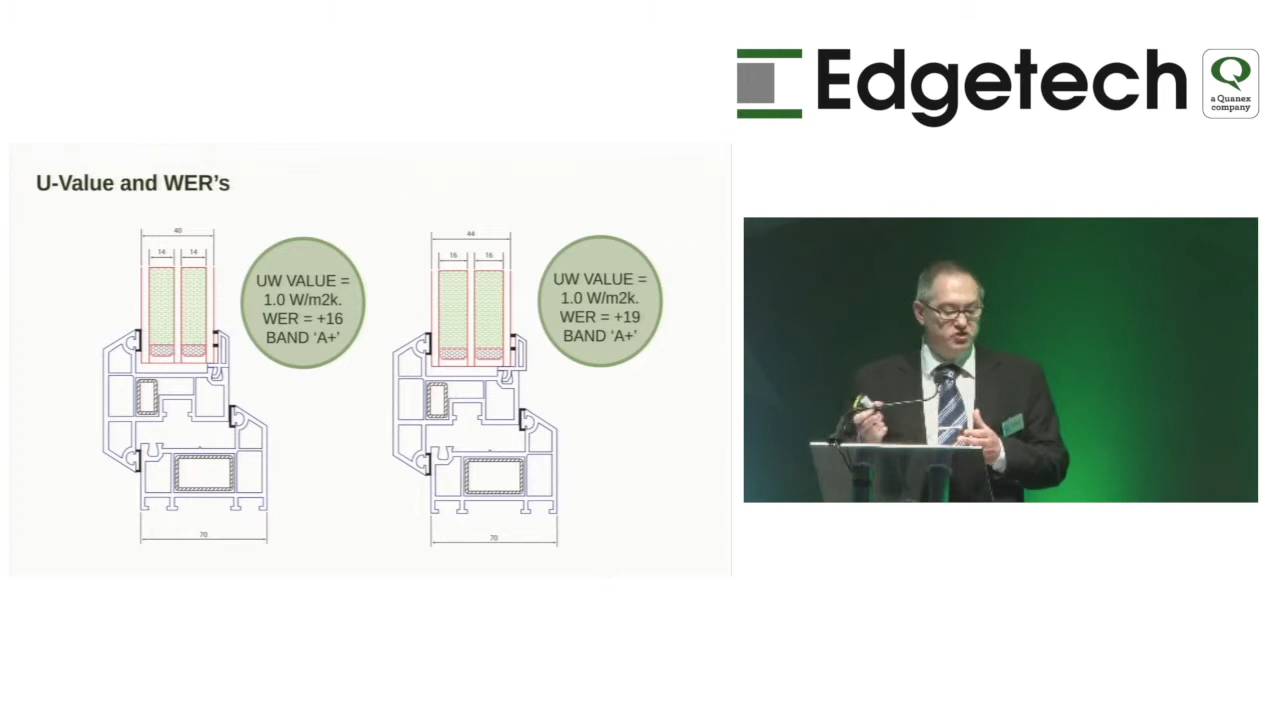 Edgetech
a Quanex
company
U-Value and WER's
40
14
14
UW VALUE =
1.0 W/m2k.
WER = +16
BAND ‘A+’
70
44
16
16
UW VALUE =
1.0 W/m2k.
WER = +19
BAND ‘A+’
70